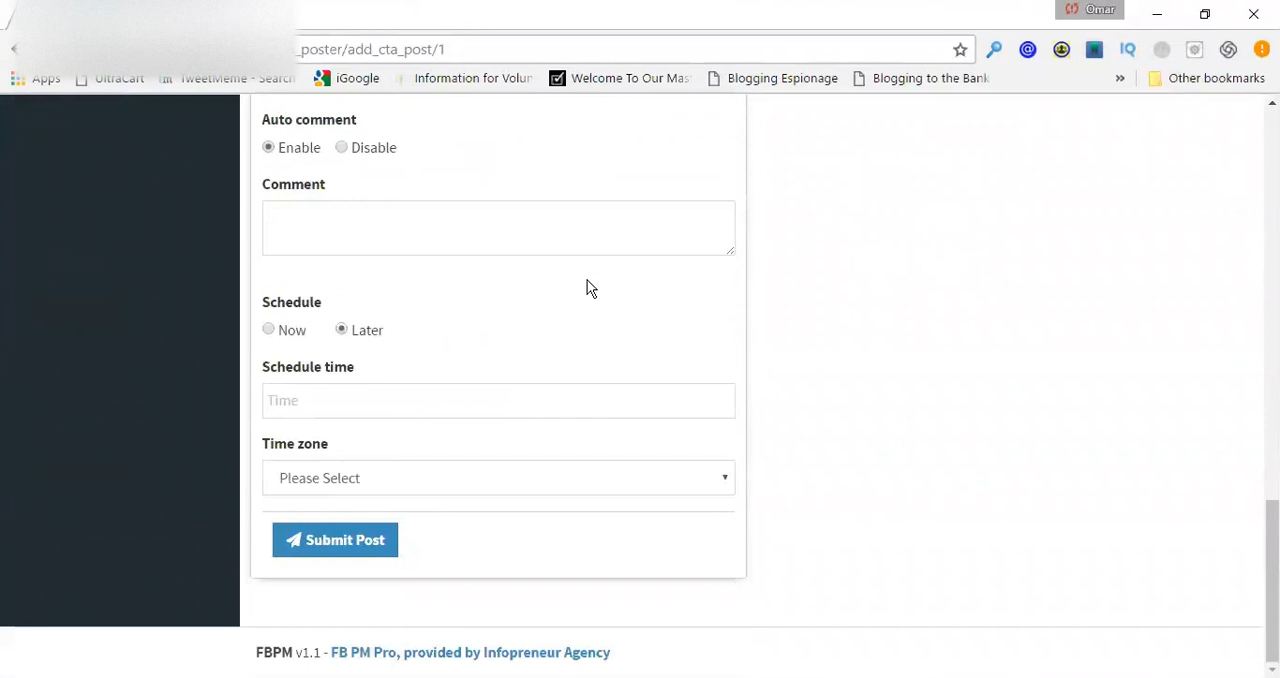 Omar
_poster/add_cta_post/1
Apps UltraCart TweetMeme - Search iGoogle Information for Volun Welcome To Our Mas Blogging Espionage Blogging to the Bank » Other bookmarks
Auto comment
Enable Disable
Comment
Schedule
Now Later
Schedule time
Time
Time zone
Please Select
Submit Post
FBPM v1.1 - FB PM Pro, provided by Infopreneur Agency